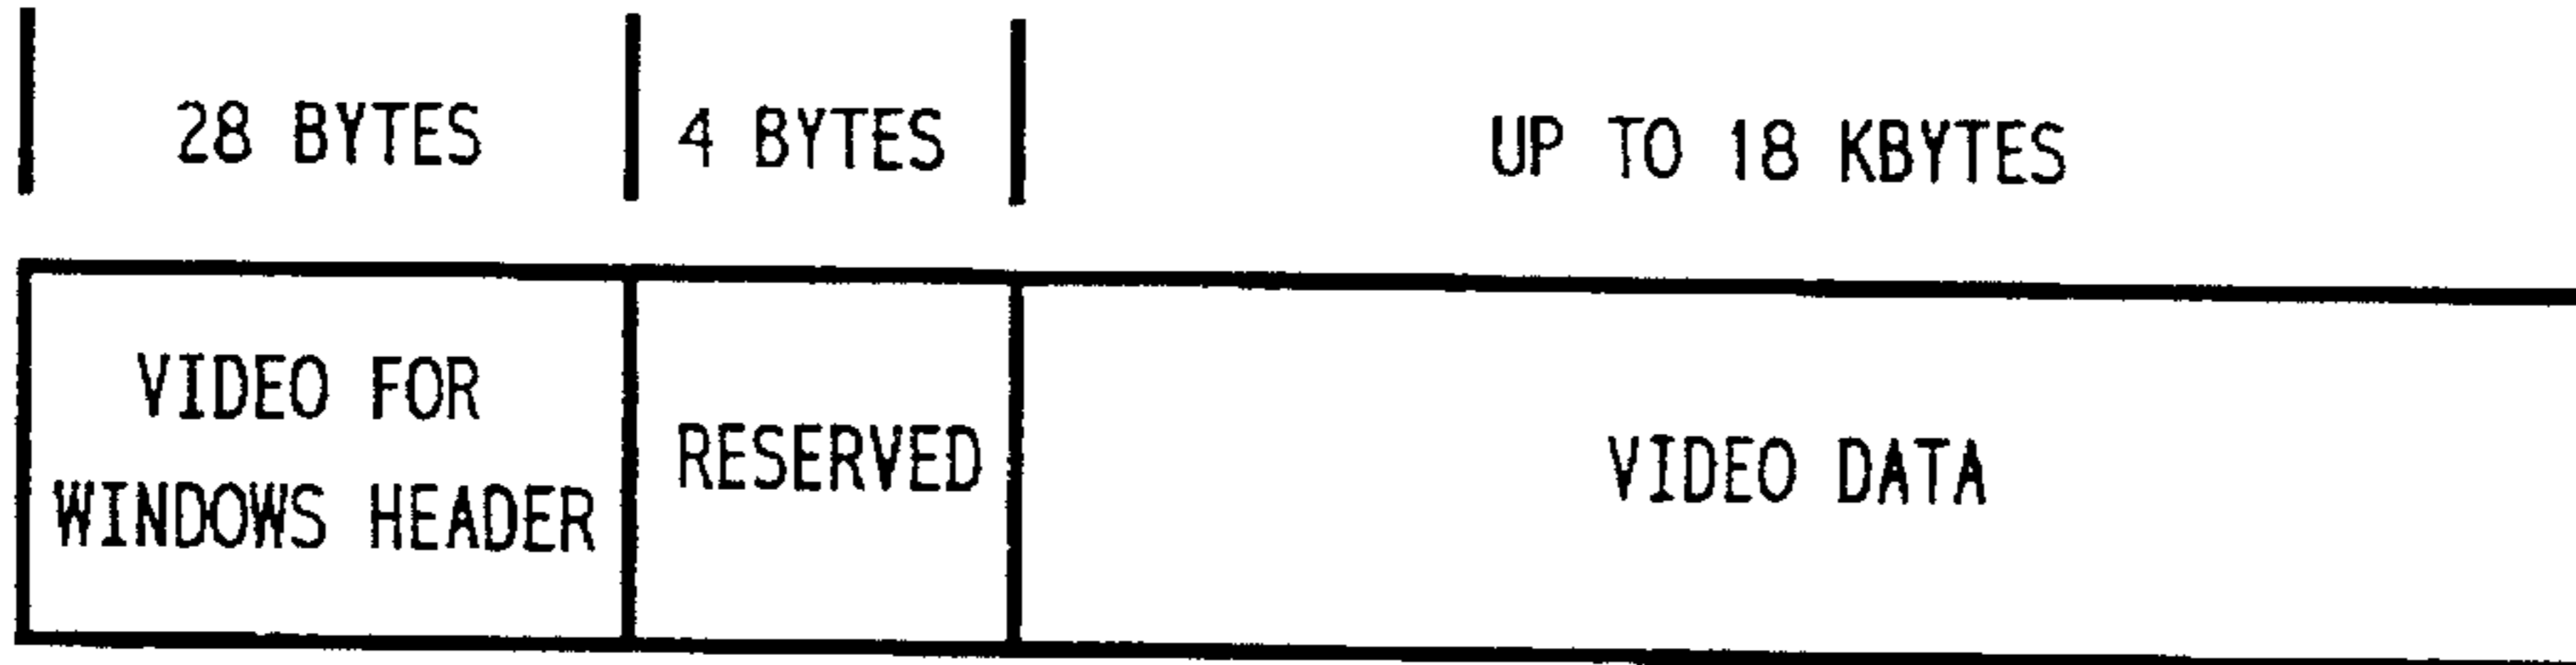 28 BYTES
4 BYTES
UP TO 18 KBYTES
VIDEO FOR
WINDOWS HEADER
RESERVED
VIDEO DATA